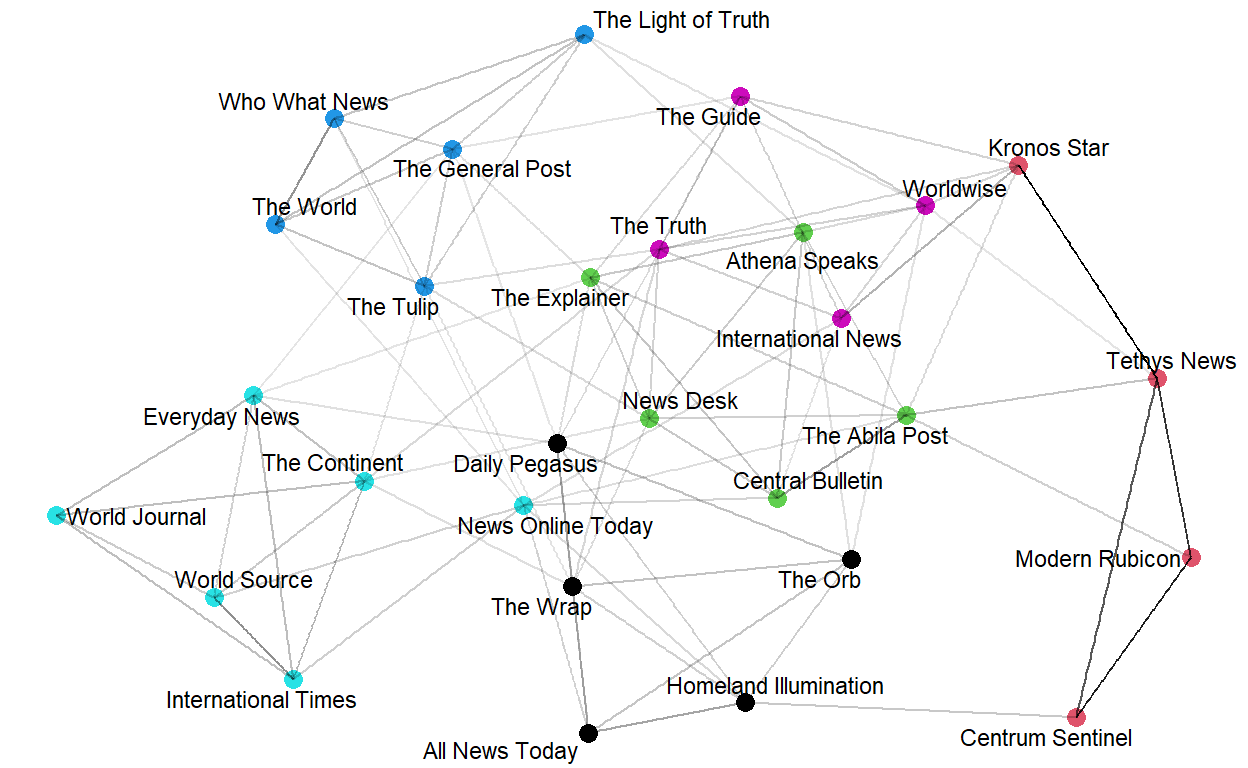 The Light of Truth
Who What News
The Guide
Kronos Star
The General Post
Worldwise
The World
The Truth
Athena Speaks
The Tulip
The Explainer
International News
Tethys News
News Desk
Everyday News
The Abila Post
The Continent
Daily Pegasus
Central Bulletin
World Journal
News Online Today
Modern Rubicon
World Source
The Orb
The Wrap
Homeland Illumination
International Times
Centrum Sentinel
All News Today